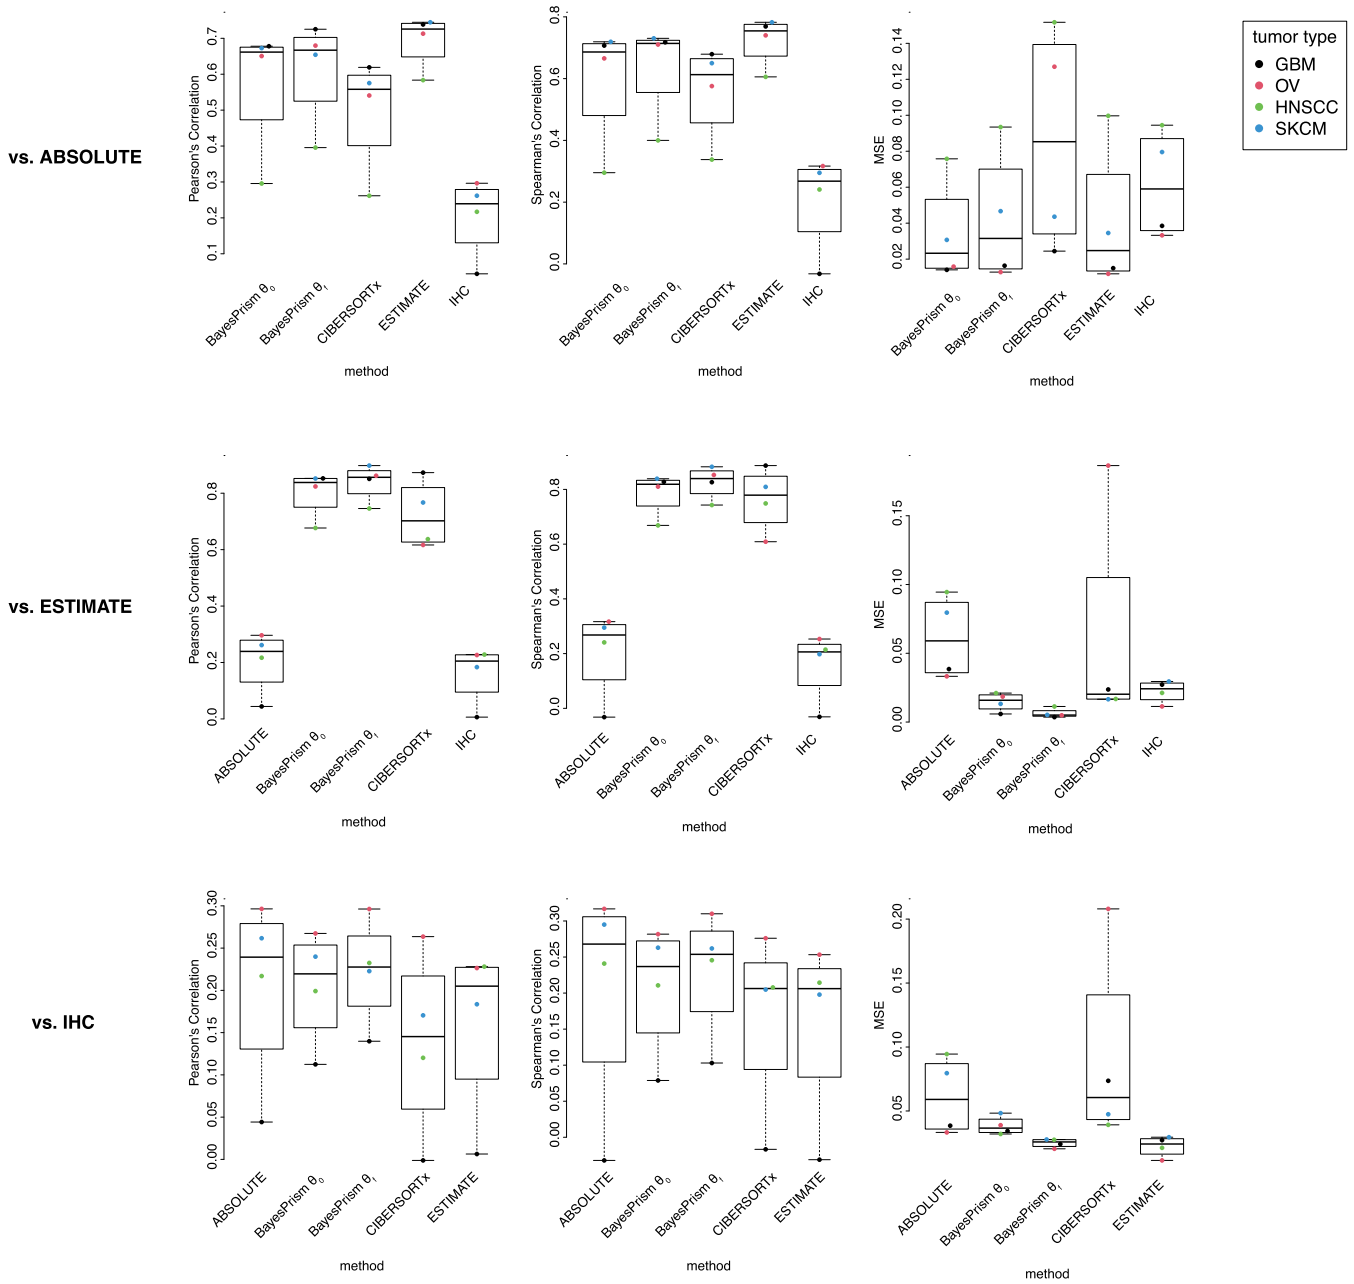 tumor type
GBM
OV
HNSCC
SKCM
vs. ABSOLUTE
Pearson's Correlation
0.1 0.2 0.3 0.4 0.5 0.6 0.7
BayesPrism θ0
BayesPrism θf
CIBERSORTx
ESTIMATE
IHC
method
Spearman's Correlation
0.0 0.2 0.4 0.6 0.8
BayesPrism θ0
BayesPrism θf
CIBERSORTx
ESTIMATE
IHC
method
MSE
0.02 0.04 0.06 0.08 0.10 0.12 0.14
BayesPrism θ0
BayesPrism θf
CIBERSORTx
ESTIMATE
IHC
method
vs. ESTIMATE
Pearson's Correlation
0.0 0.2 0.4 0.6 0.8
ABSOLUTE
BayesPrism θ0
BayesPrism θf
CIBERSORTx
IHC
method
Spearman's Correlation
0.0 0.2 0.4 0.6 0.8
ABSOLUTE
BayesPrism θ0
BayesPrism θf
CIBERSORTx
IHC
method
MSE
0.00 0.05 0.10 0.15
ABSOLUTE
BayesPrism θ0
BayesPrism θf
CIBERSORTx
IHC
method
vs. IHC
Pearson's Correlation
0.00 0.05 0.10 0.15 0.20 0.25 0.30
ABSOLUTE
BayesPrism θ0
BayesPrism θf
CIBERSORTx
ESTIMATE
method
Spearman's Correlation
0.00 0.05 0.10 0.15 0.20 0.25 0.30
ABSOLUTE
BayesPrism θ0
BayesPrism θf
CIBERSORTx
ESTIMATE
method
MSE
0.05 0.10 0.15 0.20
ABSOLUTE
BayesPrism θ0
BayesPrism θf
CIBERSORTx
ESTIMATE
method